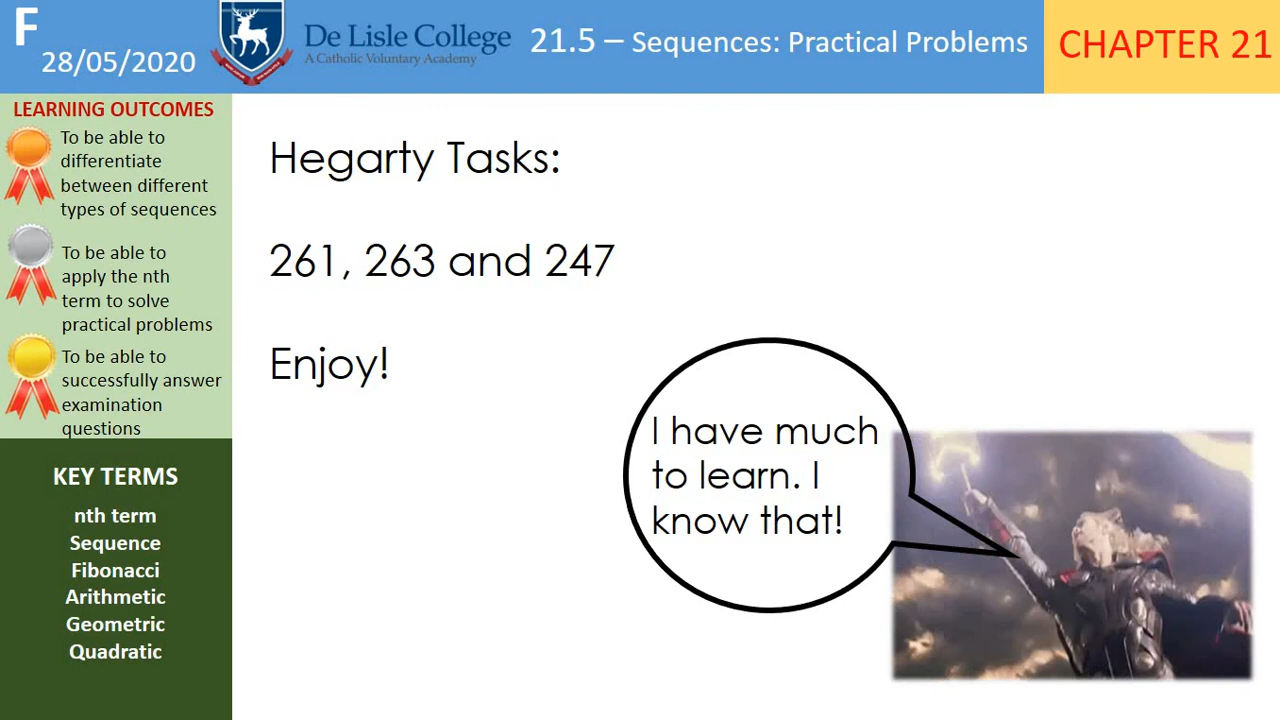 F
28/05/2020
De Lisle College
A Catholic Voluntary Academy
21.5 – Sequences: Practical Problems
CHAPTER 21
LEARNING OUTCOMES
To be able to
differentiate
between different
types of sequences
To be able to
apply the nth
term to solve
practical problems
To be able to
successfully answer
examination
questions
KEY TERMS
nth term
Sequence
Fibonacci
Arithmetic
Geometric
Quadratic
Hegarty Tasks:
261, 263 and 247
Enjoy!
I have much
to learn. I
know that!